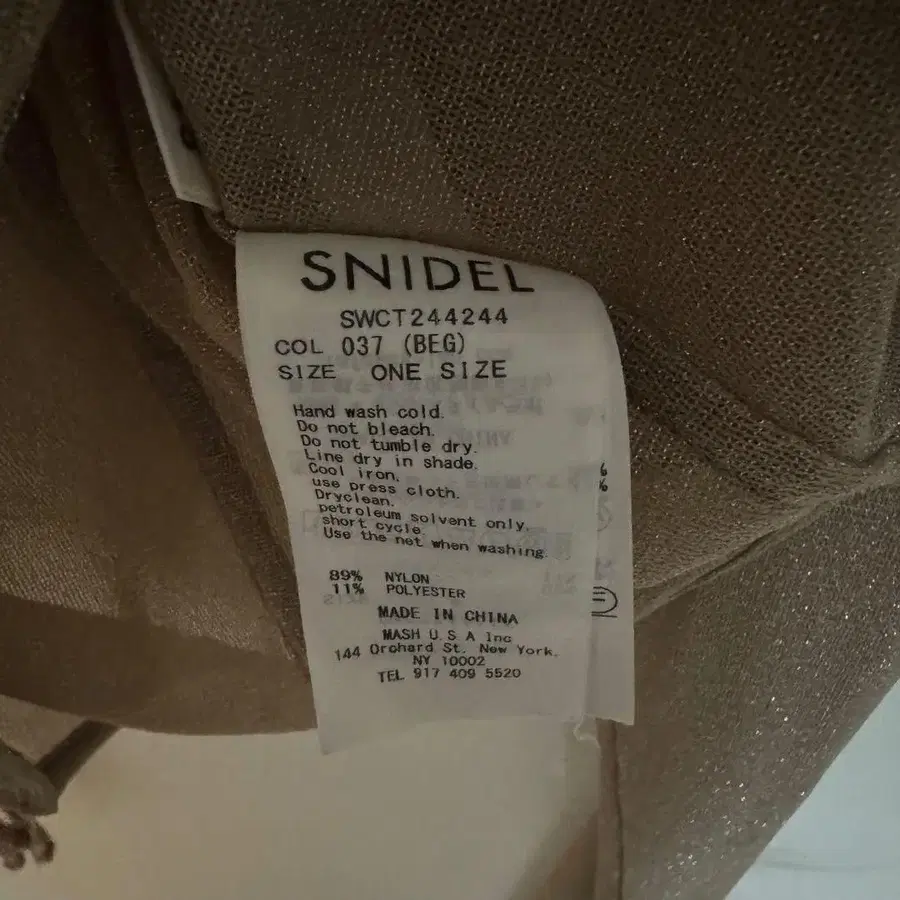 SNIDEL
SWCT244244
COL 037 (BEG)
SIZE ONE SIZE
Hand wash cold.
Do not bleach.
Do not tumble dry.
Line dry in shade.
Cool iron.
use press cloth.
Dryclean.
petroleum solvent only.
short cycle
Use the net when washing.
89% NYLON
11% POLYESTER
MADE IN CHINA
MASH U.S A Inc
144 Orchard St. New York.
NY 10002
TEL 917 409 5520